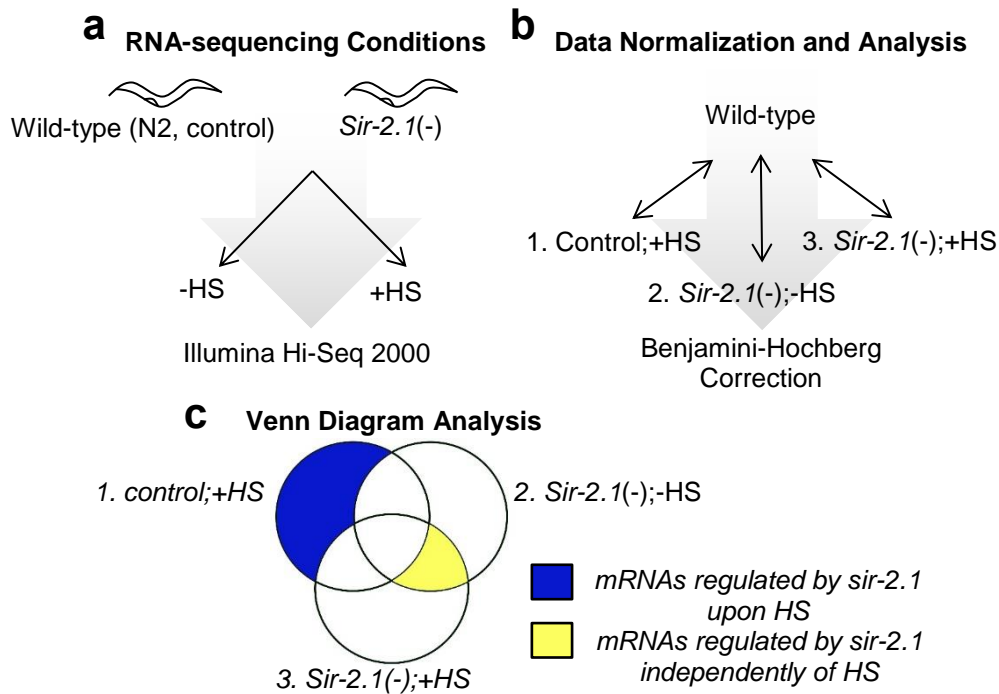 a RNA-sequencing Conditions
Wild-type (N2, control)
Sir-2.1(-)
-HS
+HS
Illumina Hi-Seq 2000
b Data Normalization and Analysis
Wild-type
1. Control;+HS
3. Sir-2.1(-);+HS
2. Sir-2.1(-);-HS
Benjamini-Hochberg
Correction
c Venn Diagram Analysis
1. control;+HS
2. Sir-2.1(-);-HS
3. Sir-2.1(-);+HS
mRNAs regulated by sir-2.1
upon HS
mRNAs regulated by sir-2.1
independently of HS